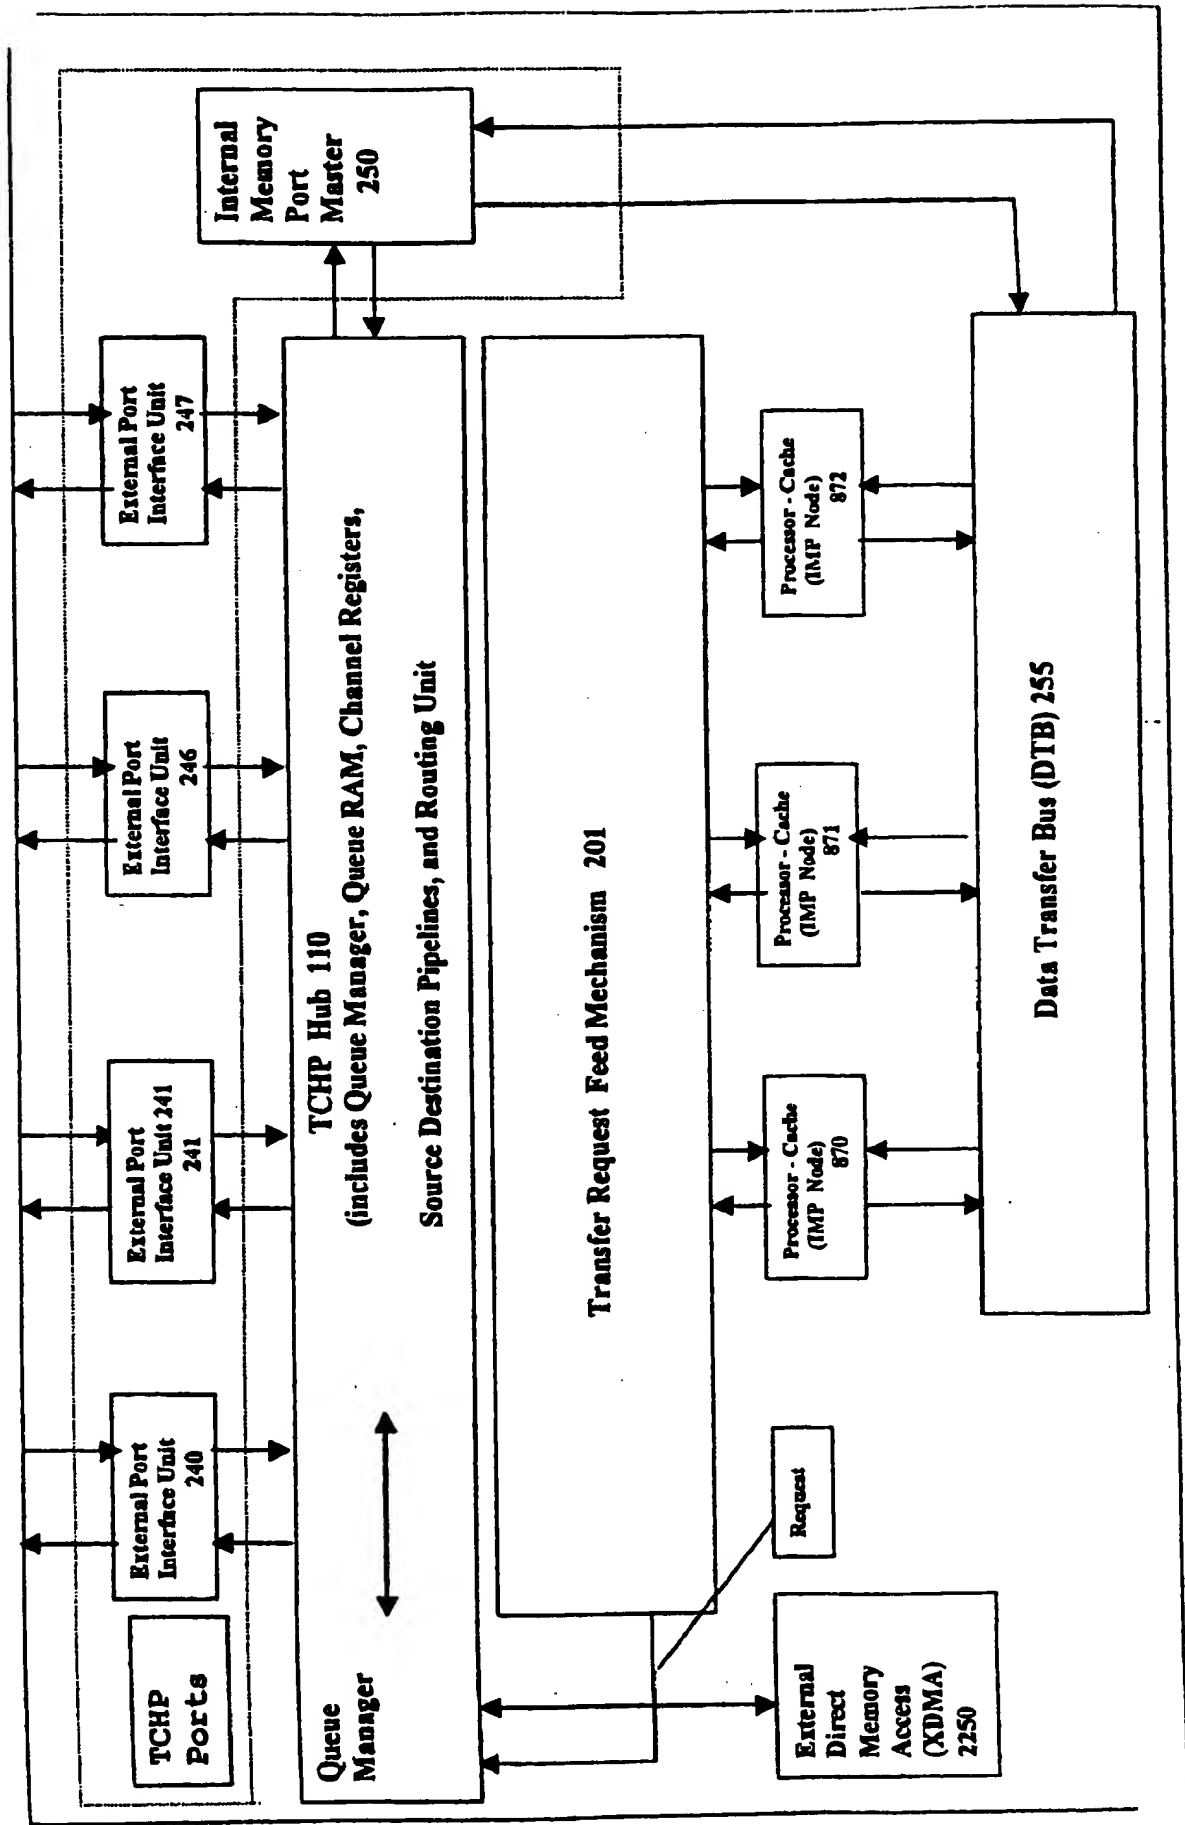 TCHP
Ports
External Port
Interface Unit
240
External Port
Interface Unit 241
241
External Port
Interface Unit
246
External Port
Interface Unit
247
Internal
Memory
Port
Master
250
Queue
Manager
TCHP Hub 110
(includes Queue Manager, Queue RAM, Channel Registers,
Source Destination Pipelines, and Routing Unit
Transfer Request Feed Mechanism 201
Request
External
Direct
Memory
Access
(XDMA)
2250
Processor - Cache
(IMP Node)
870
Processor - Cache
(IMP Node)
871
Processor - Cache
(IMP Node)
872
Data Transfer Bus (DTB) 255